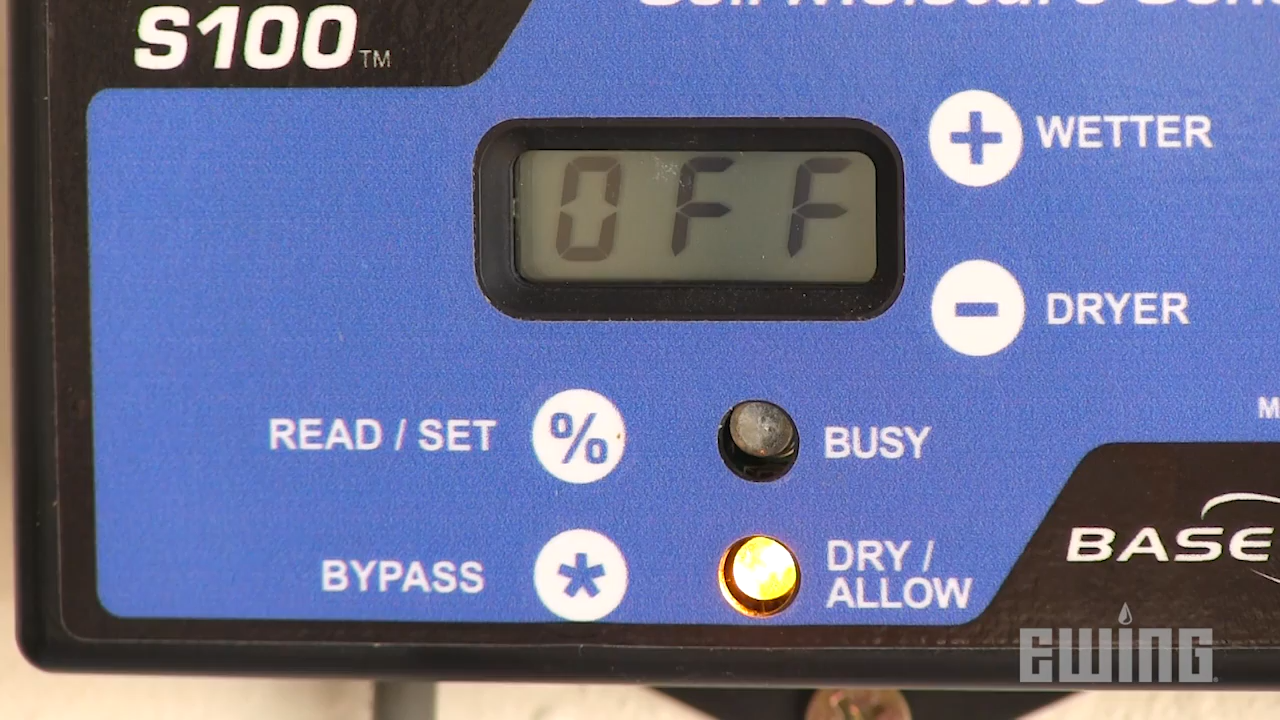 S100™
OFF
+ WETTER
- DRYER
READ / SET %
BUSY
BYPASS *
DRY /
ALLOW
BASE
EWING